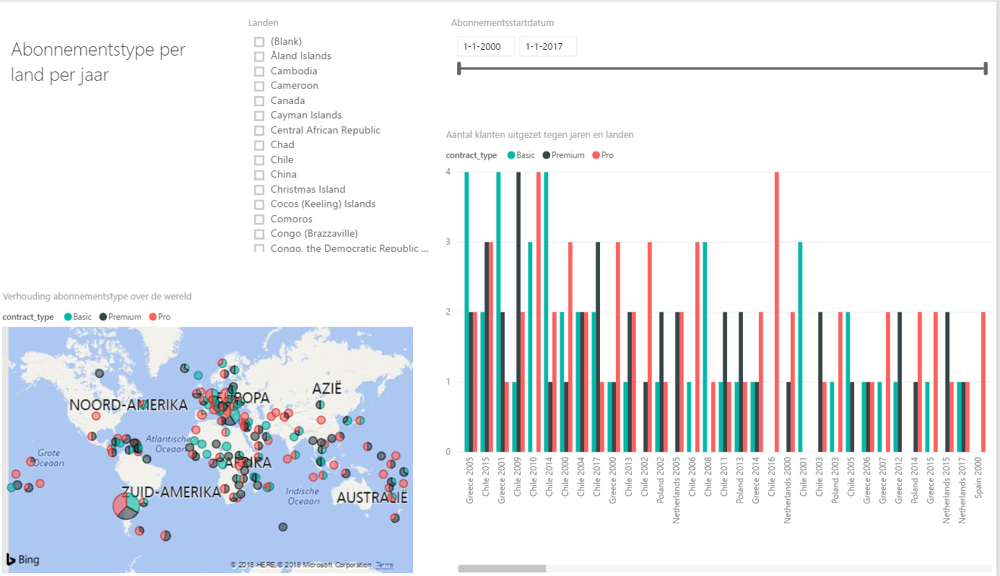 Abonnementstype per
land per jaar
Landen
(Blank)
Åland Islands
Cambodia
Cameroon
Canada
Cayman Islands
Central African Republic
Chad
Chile
China
Christmas Island
Cocos (Keeling) Islands
Comoros
Congo (Brazzaville)
Congo, the Democratic Republic ...
Abonnementsstartdatum
1-1-2000 1-1-2017
Aantal klanten uitgezet tegen jaren en landen
contract_type Basic Premium Pro
4
3
2
1
0
Greece 2005
Chile 2015
Greece 2001
Chile 2009
Chile 2010
Chile 2014
Chile 2000
Chile 2004
Chile 2017
Greece 2000
Chile 2013
Chile 2002
Poland 2002
Netherlands 2005
Chile 2006
Chile 2008
Chile 2011
Poland 2013
Greece 2014
Chile 2016
Netherlands 2000
Chile 2001
Chile 2003
Poland 2003
Chile 2005
Greece 2006
Greece 2007
Greece 2012
Poland 2014
Greece 2015
Netherlands 2015
Netherlands 2017
Spain 2000
Verhouding abonnementstype over de wereld
contract_type Basic Premium Pro
AZIË
EUROPA
NOORD-AMERIKA
Atlantische
Oceaan
Grote
Oceaan
AFRIKA
ZUID-AMERIKA
Indische
Oceaan
AUSTRALIË
Bing
© 2018 HERE, © 2018 Microsoft Corporation Terms